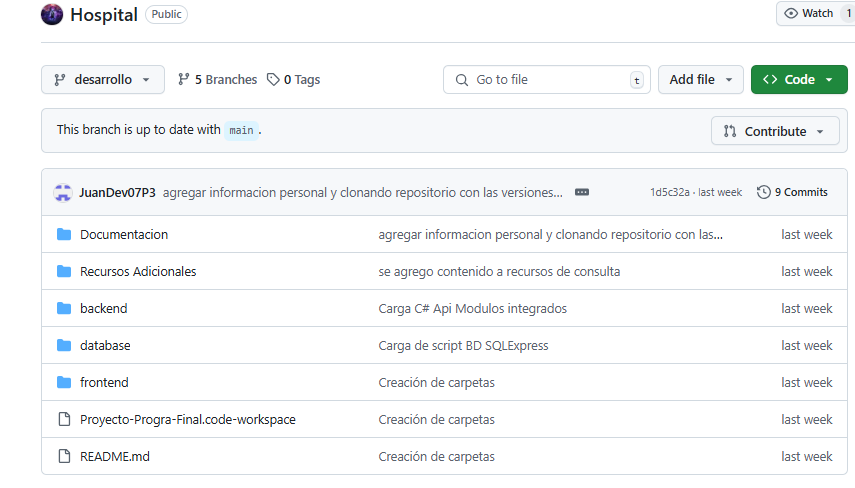 Hospital Public Watch 1
desarrollo 5 Branches 0 Tags Go to file t Add file Code
This branch is up to date with main .
Contribute
JuanDev07P3 agregar informacion personal y clonando repositorio con las versiones... 1d5c32a · last week 9 Commits
Documentacion agregar informacion personal y clonando repositorio con las... last week
Recursos Adicionales se agrego contenido a recursos de consulta last week
backend Carga C# Api Modulos integrados last week
database Carga de script BD SQLExpress last week
frontend Creación de carpetas last week
Proyecto-Progra-Final.code-workspace Creación de carpetas last week
README.md Creación de carpetas last week